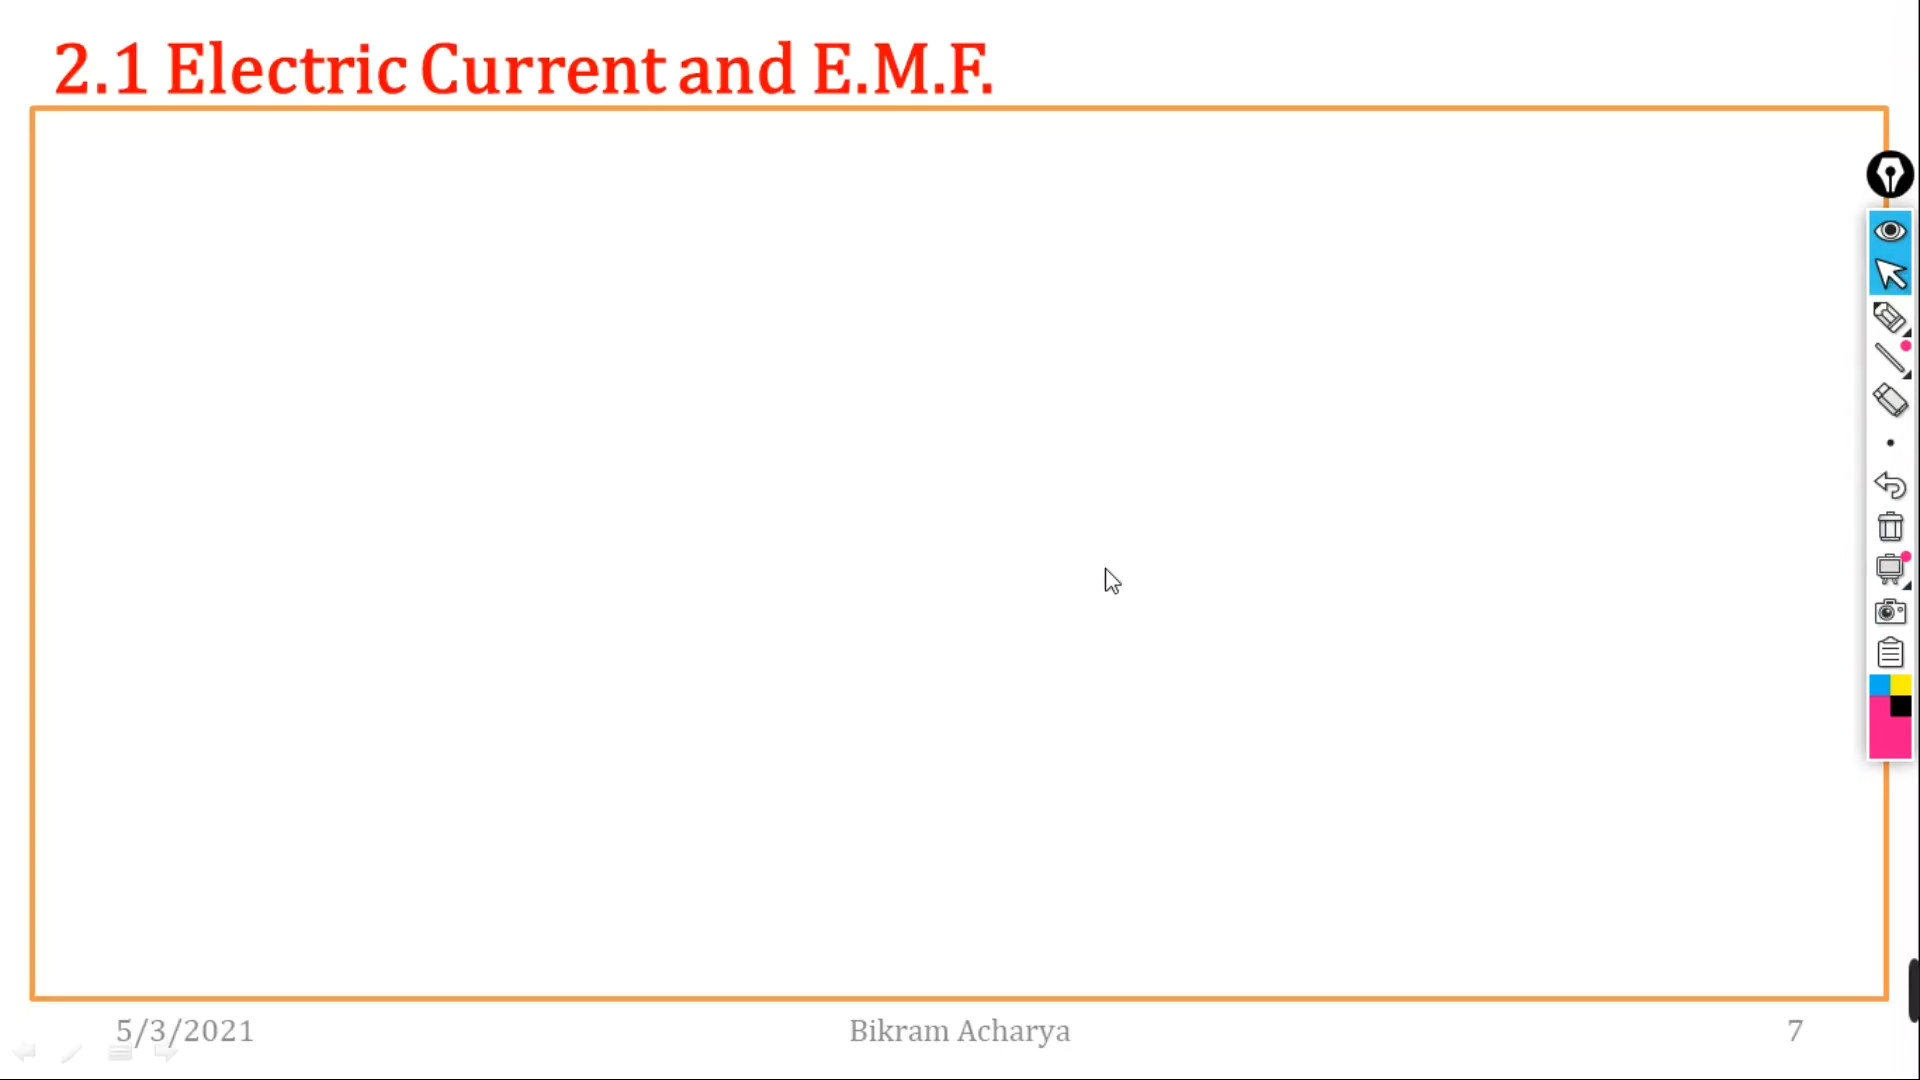 2.1 Electric Current and E.M.F.
5/3/2021
Bikram Acharya
7